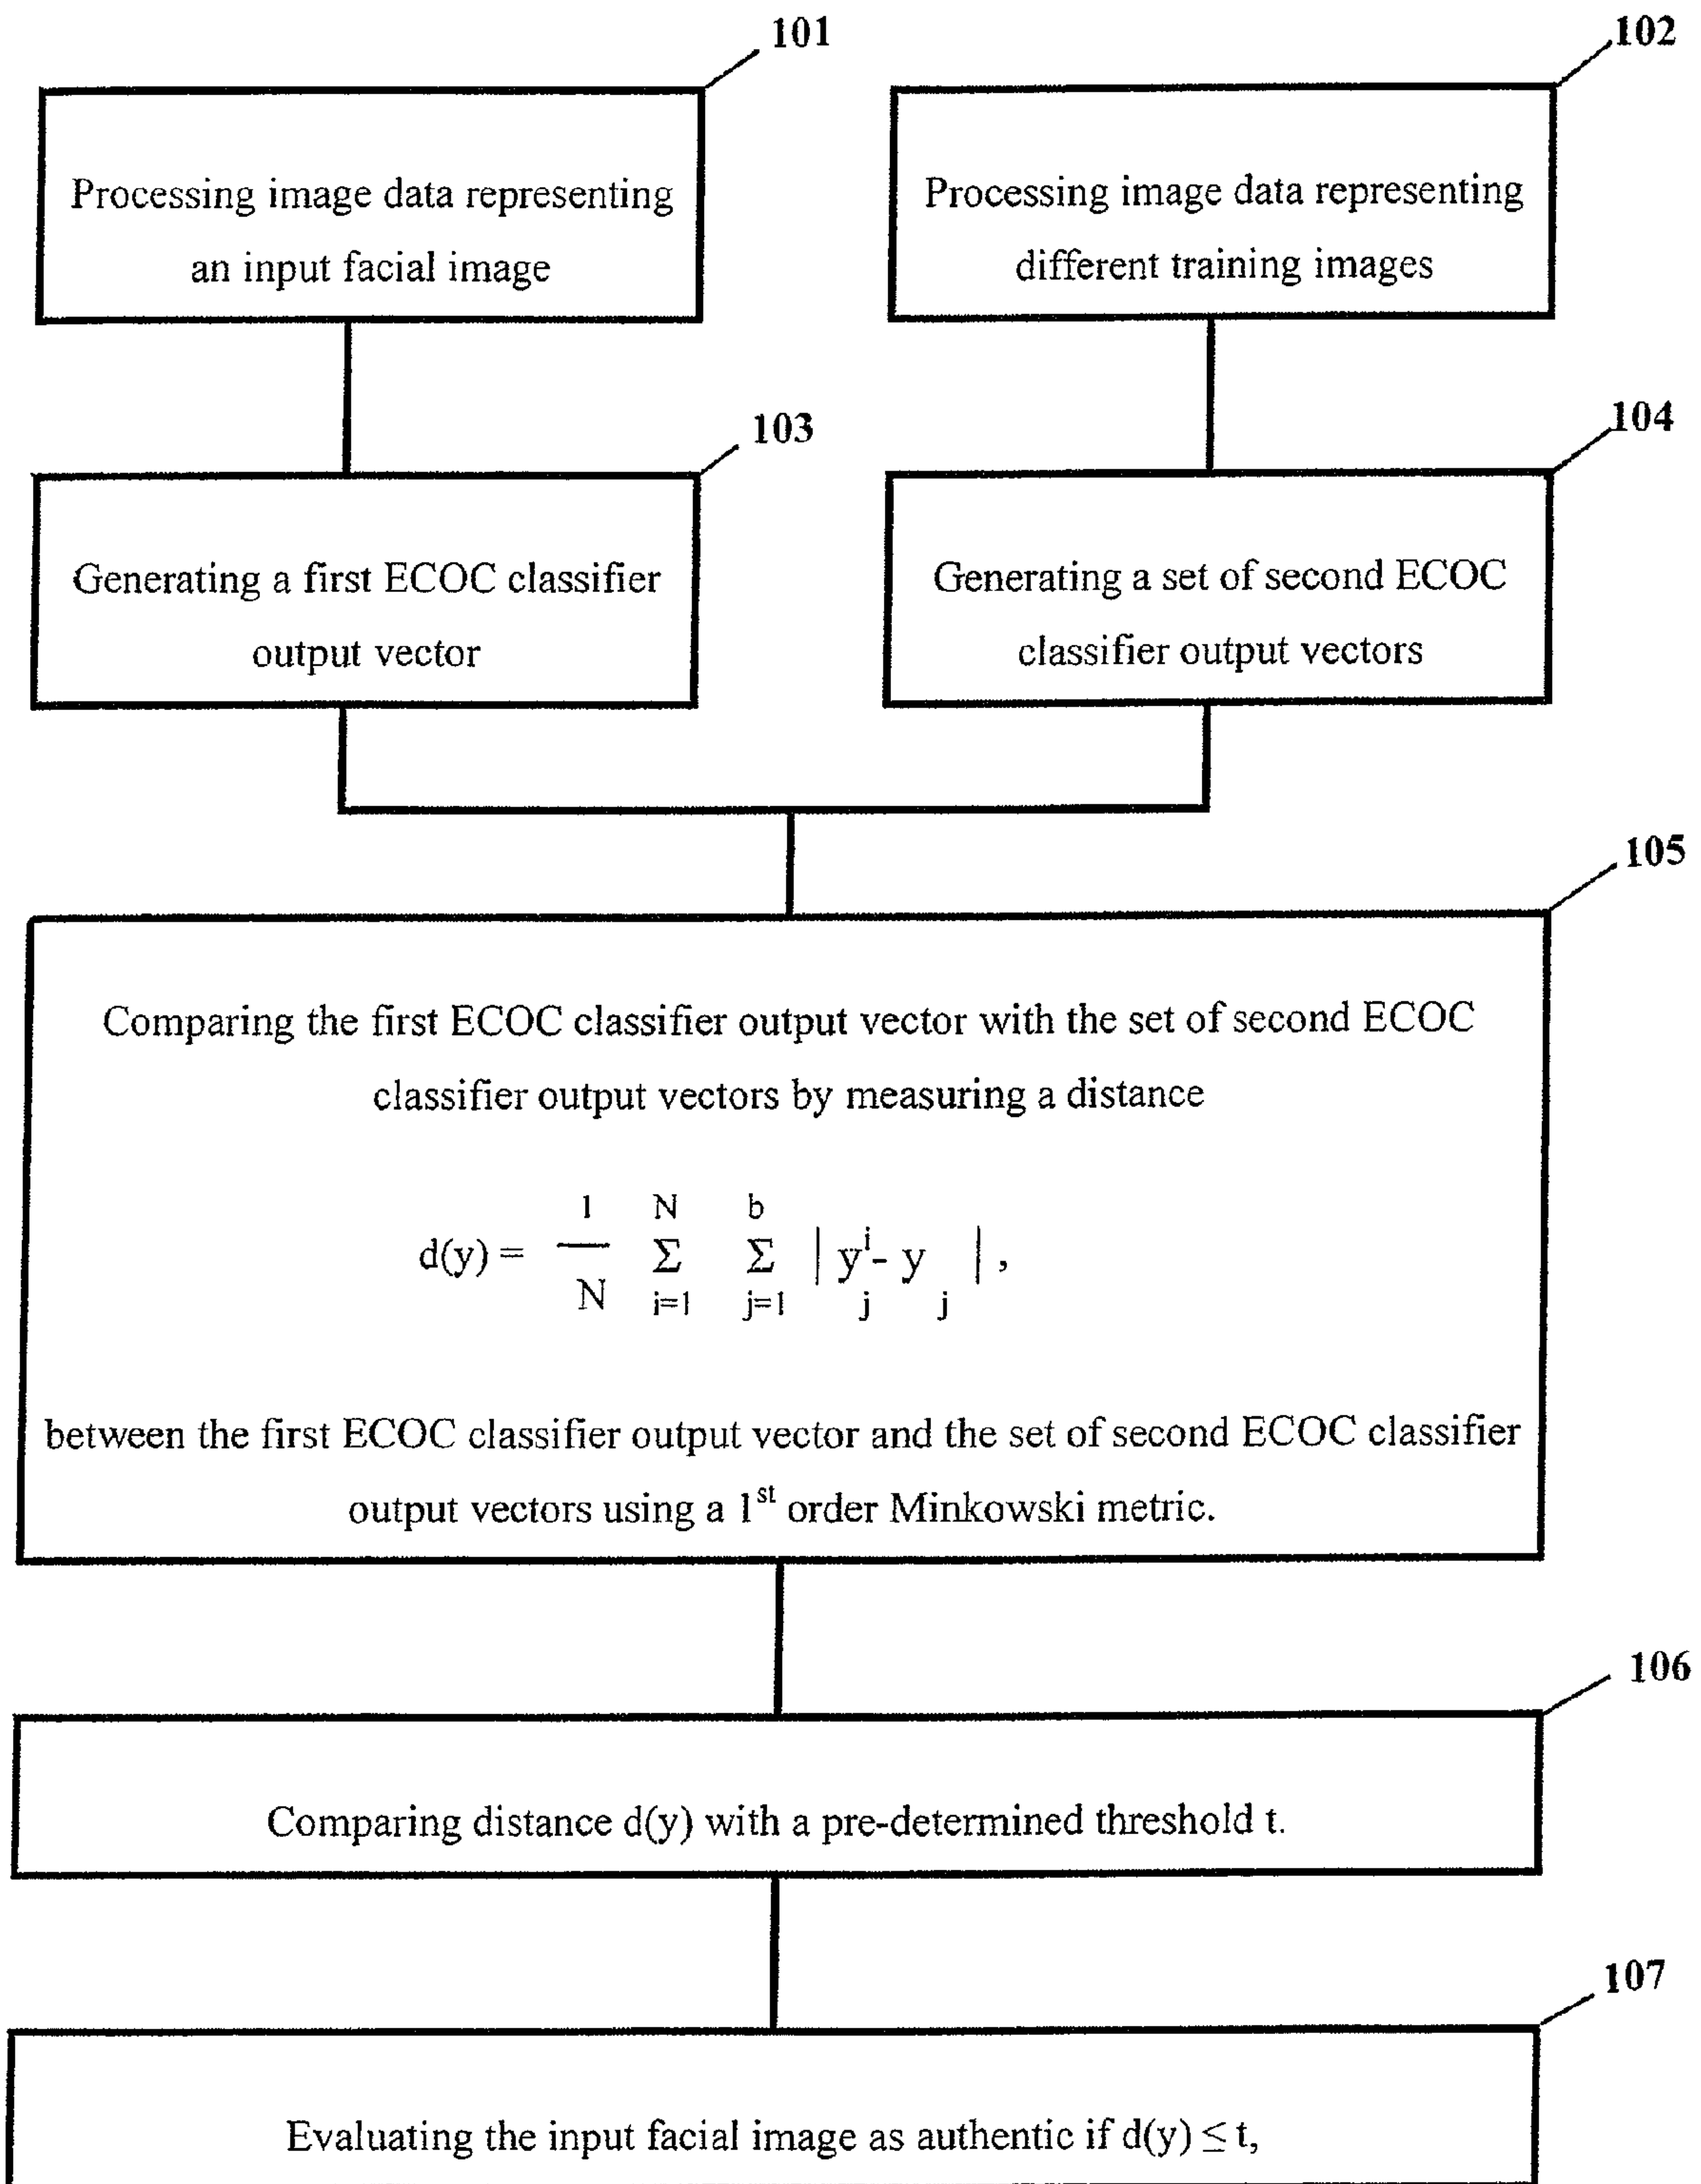 101
102
Processing image data representing
an input facial image
Processing image data representing
different training images
103
104
Generating a first ECOC classifier
output vector
Generating a set of second ECOC
classifier output vectors
105
Comparing the first ECOC classifier output vector with the set of second ECOC
classifier output vectors by measuring a distance
1 N b
d(y) = — Σ Σ | y^i - y |,
N i=1 j=1 j j
between the first ECOC classifier output vector and the set of second ECOC classifier
output vectors using a 1st order Minkowski metric.
106
Comparing distance d(y) with a pre-determined threshold t.
107
Evaluating the input facial image as authentic if d(y) ≤ t,